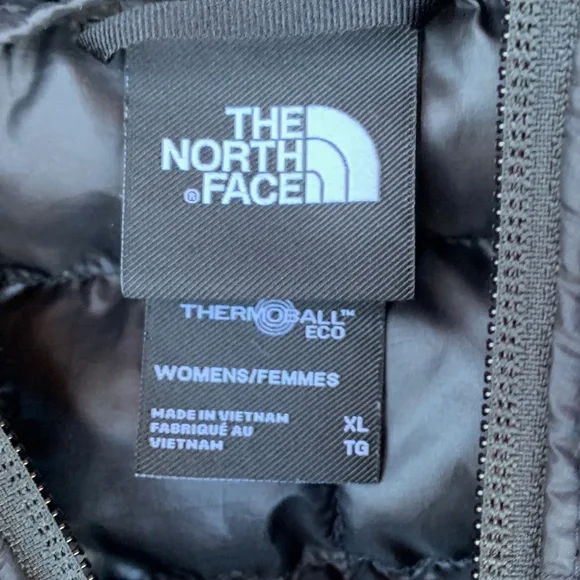 THE
NORTH
® FACE
THERMOBALL™
ECO
WOMENS/FEMMES
MADE IN VIETNAM
FABRIQUÉ AU
VIETNAM
XL
TG